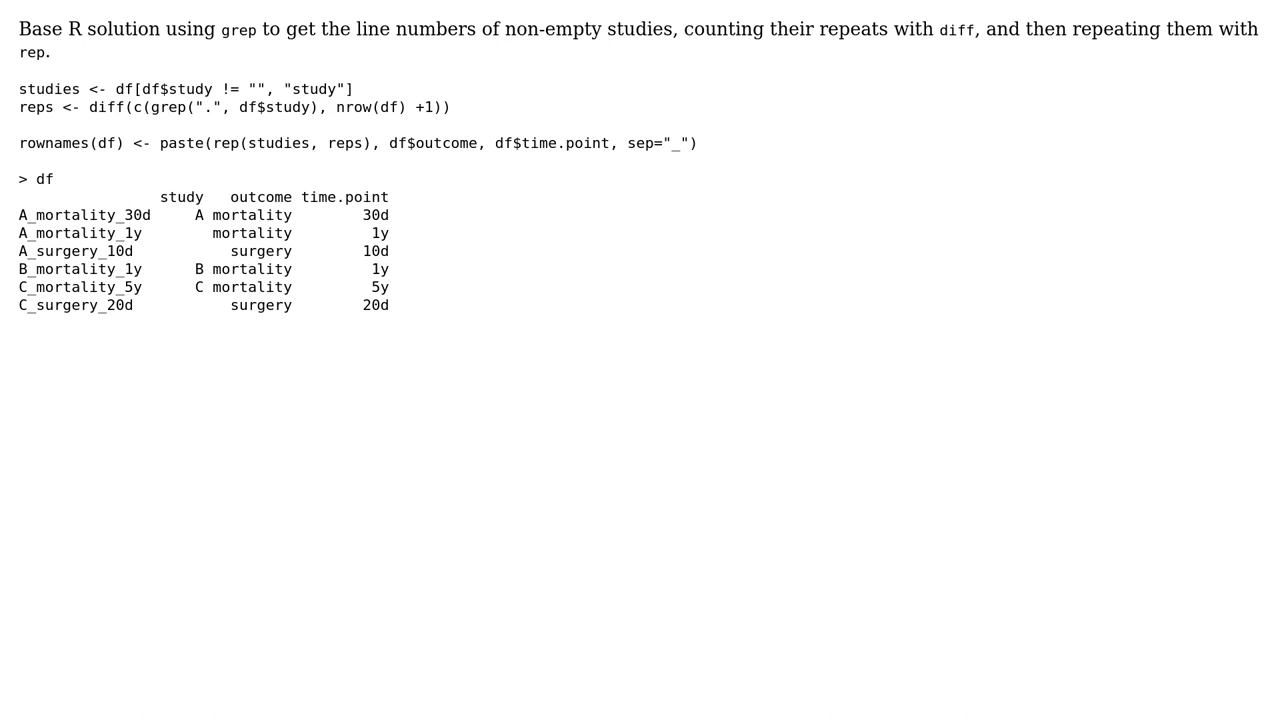 Base R solution using grep to get the line numbers of non-empty studies, counting their repeats with diff, and then repeating them with
rep.
studies <- df[df$study != "", "study"]
reps <- diff(c(grep(".", df$study), nrow(df) +1))
rownames(df) <- paste(rep(studies, reps), df$outcome, df$time.point, sep="_")
> df
                study   outcome time.point
A_mortality_30d     A mortality        30d
A_mortality_1y        mortality         1y
A_surgery_10d           surgery        10d
B_mortality_1y      B mortality         1y
C_mortality_5y      C mortality         5y
C_surgery_20d           surgery        20d